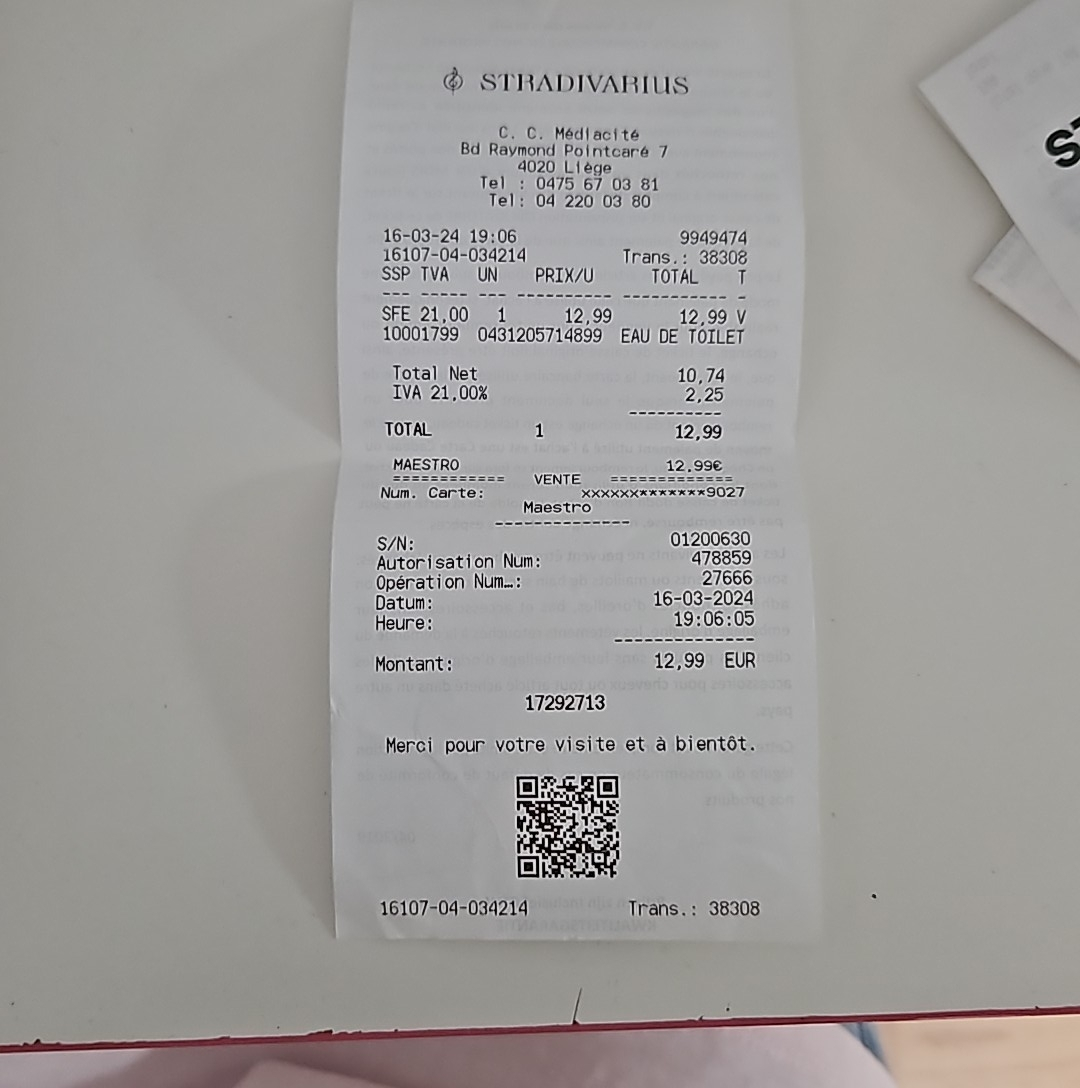 STRADIVARIUS
C. C. Médiacité
Bd Raymond Pointcaré 7
4020 Liège
Tel : 0475 67 03 81
Tel: 04 220 03 80
16-03-24 19:06 9949474
16107-04-034214 Trans.: 38308
SSP TVA UN PRIX/U TOTAL T
--- ----- --- ---------- ----------- -
SFE 21,00 1 12,99 12,99 V
10001799 0431205714899 EAU DE TOILET
Total Net 10,74
IVA 21,00% 2,25
----------
TOTAL 1 12,99
MAESTRO 12.99€
============ VENTE =============
Num. Carte: xxxxxx*************9027
Maestro
--------------
S/N: 01200630
Autorisation Num: 478859
Opération Num…: 27666
Datum: 16-03-2024
Heure: 19:06:05
--------------
Montant: 12,99 EUR
17292713
Merci pour votre visite et à bientôt.
16107-04-034214 Trans.: 38308